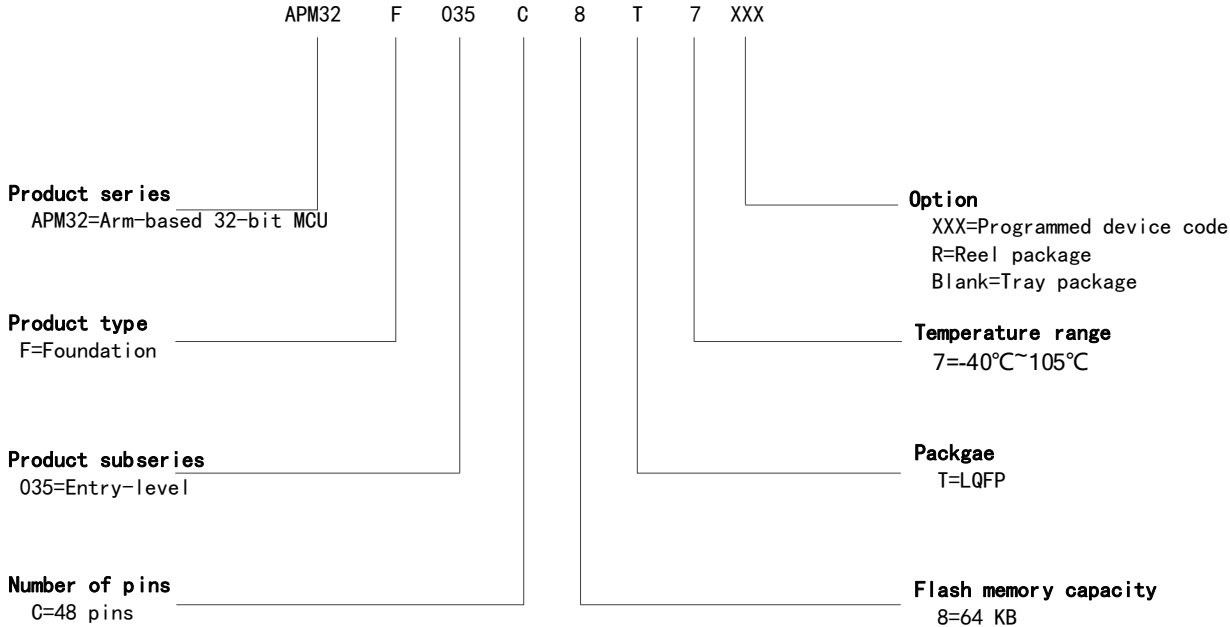 APM32 F 035 C 8 T 7 XXX
Product series
APM32=Arm-based 32-bit MCU
Product type
F=Foundation
Product subseries
035=Entry-level
Number of pins
C=48 pins
Option
XXX=Programmed device code
R=Reel package
Blank=Tray package
Temperature range
7=-40℃~105℃
Packgae
T=LQFP
Flash memory capacity
8=64 KB